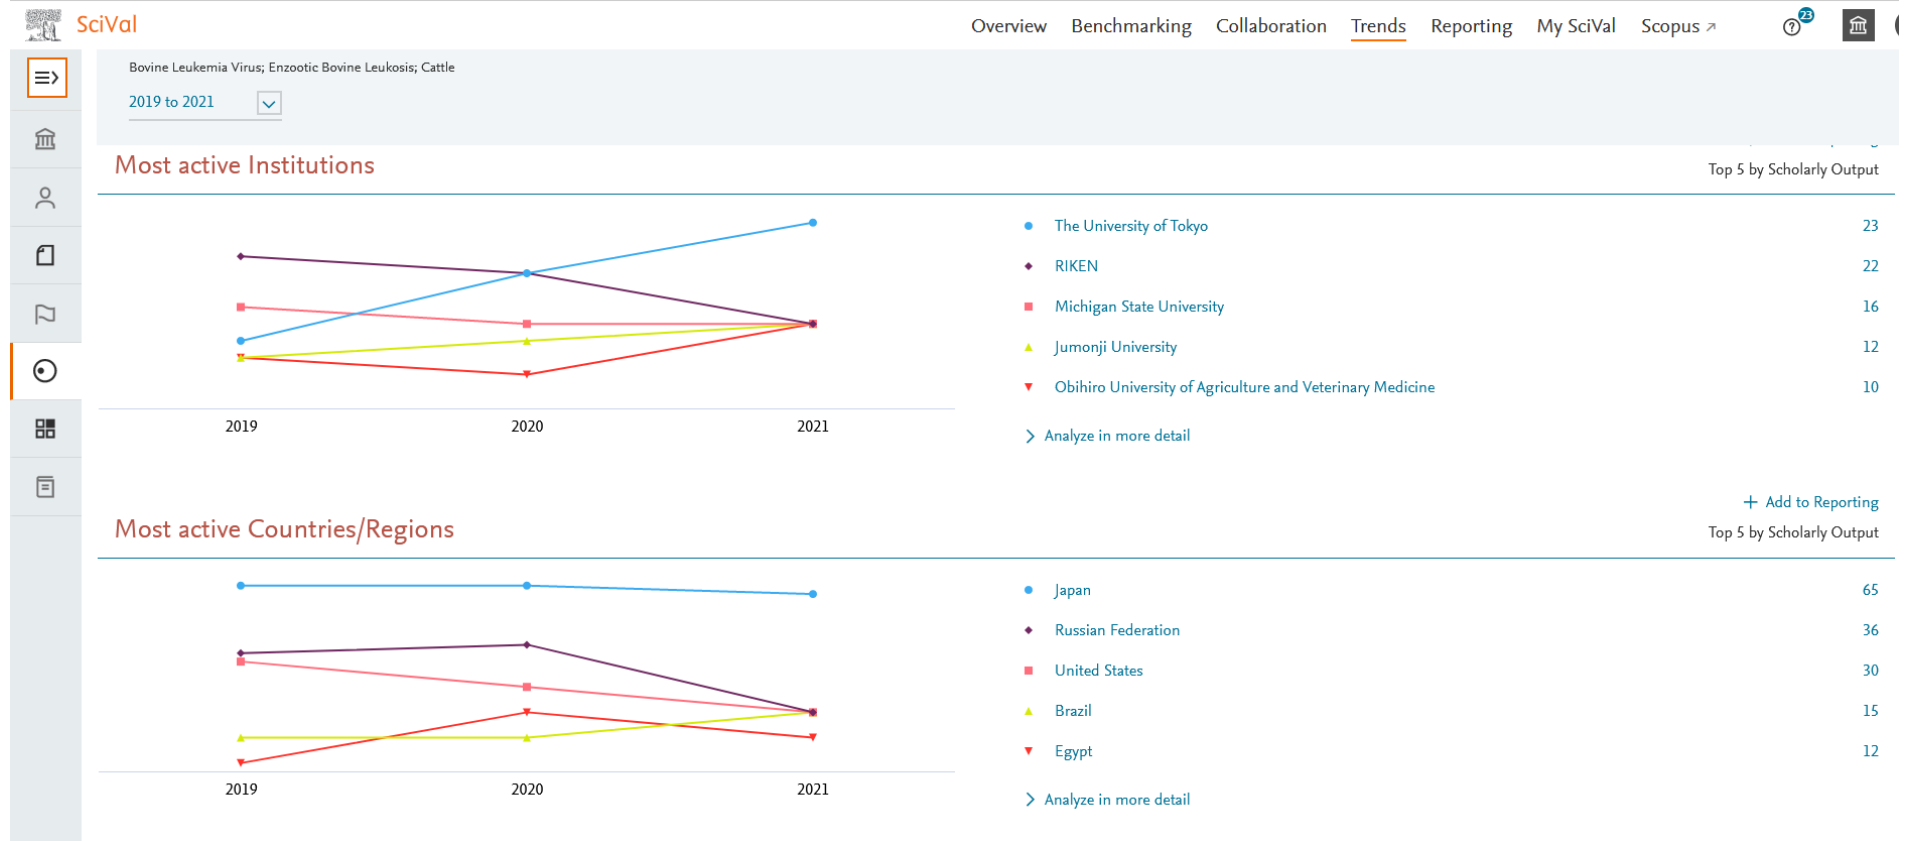 SciVal
Overview Benchmarking Collaboration Trends Reporting My SciVal Scopus ↗ 23
Bovine Leukemia Virus; Enzootic Bovine Leukosis; Cattle
2019 to 2021
Most active Institutions
Top 5 by Scholarly Output
The University of Tokyo 23
RIKEN 22
Michigan State University 16
Jumonji University 12
Obihiro University of Agriculture and Veterinary Medicine 10
2019 2020 2021
Analyze in more detail
+ Add to Reporting
Most active Countries/Regions
Top 5 by Scholarly Output
Japan 65
Russian Federation 36
United States 30
Brazil 15
Egypt 12
2019 2020 2021
Analyze in more detail